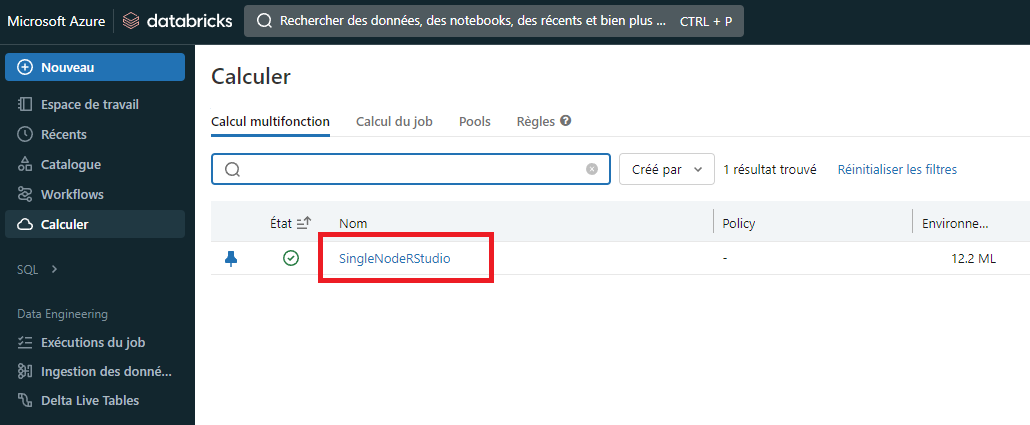 Microsoft Azure databricks Rechercher des données, des notebooks, des récents et bien plus ... CTRL + P
Nouveau
Espace de travail
Récents
Catalogue
Workflows
Calculer
SQL
Data Engineering
Exécutions du job
Ingestion des donné...
Delta Live Tables
Calculer
Calcul multifonction Calcul du job Pools Règles ?
Créé par 1 résultat trouvé Réinitialiser les filtres
État Nom Policy Environne...
SingleNodeRStudio - 12.2 ML